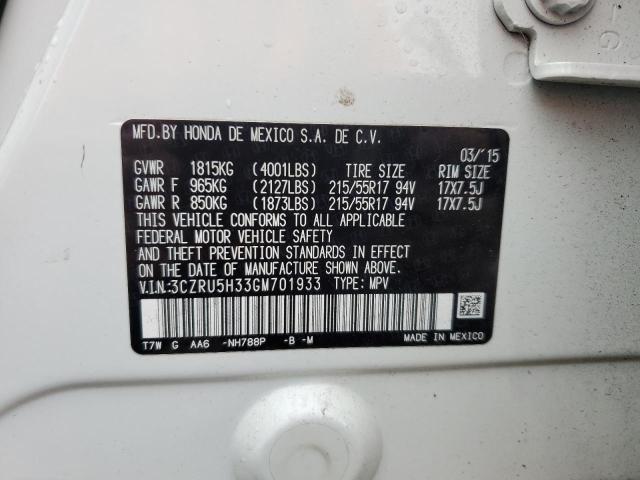 MFD.BY HONDA DE MEXICO S.A. DE C.V.
03/'15
GVWR 1815KG (4001LBS) TIRE SIZE RIM SIZE
GAWR F 965KG (2127LBS) 215/55R17 94V 17X7.5J
GAWR R 850KG (1873LBS) 215/55R17 94V 17X7.5J
THIS VEHICLE CONFORMS TO ALL APPLICABLE
FEDERAL MOTOR VEHICLE SAFETY
AND THEFT PREVENTION STANDARDS IN EFFECT
ON THE DATE OF MANUFACTURE SHOWN ABOVE.
V.I.N:3CZRU5H33GM701933 TYPE: MPV
T7W G AA6 -NH788P -B -M MADE IN MEXICO